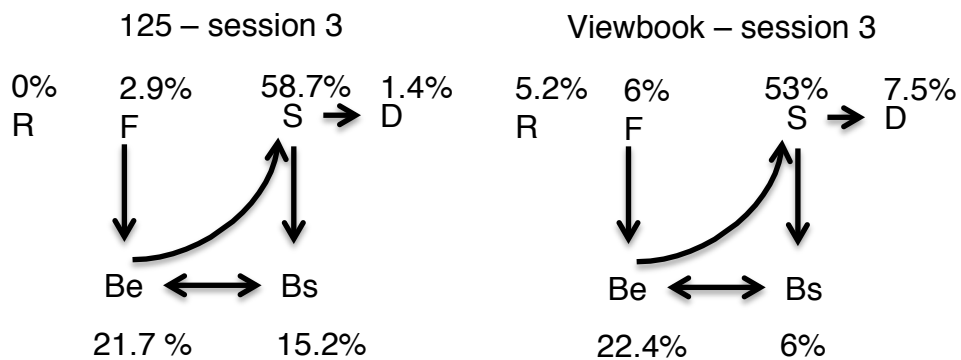 125 – session 3
0% 2.9% 58.7% 1.4%
R F S D
Be Bs
21.7 % 15.2%
Viewbook – session 3
5.2% 6% 53% 7.5%
R F S D
Be Bs
22.4% 6%